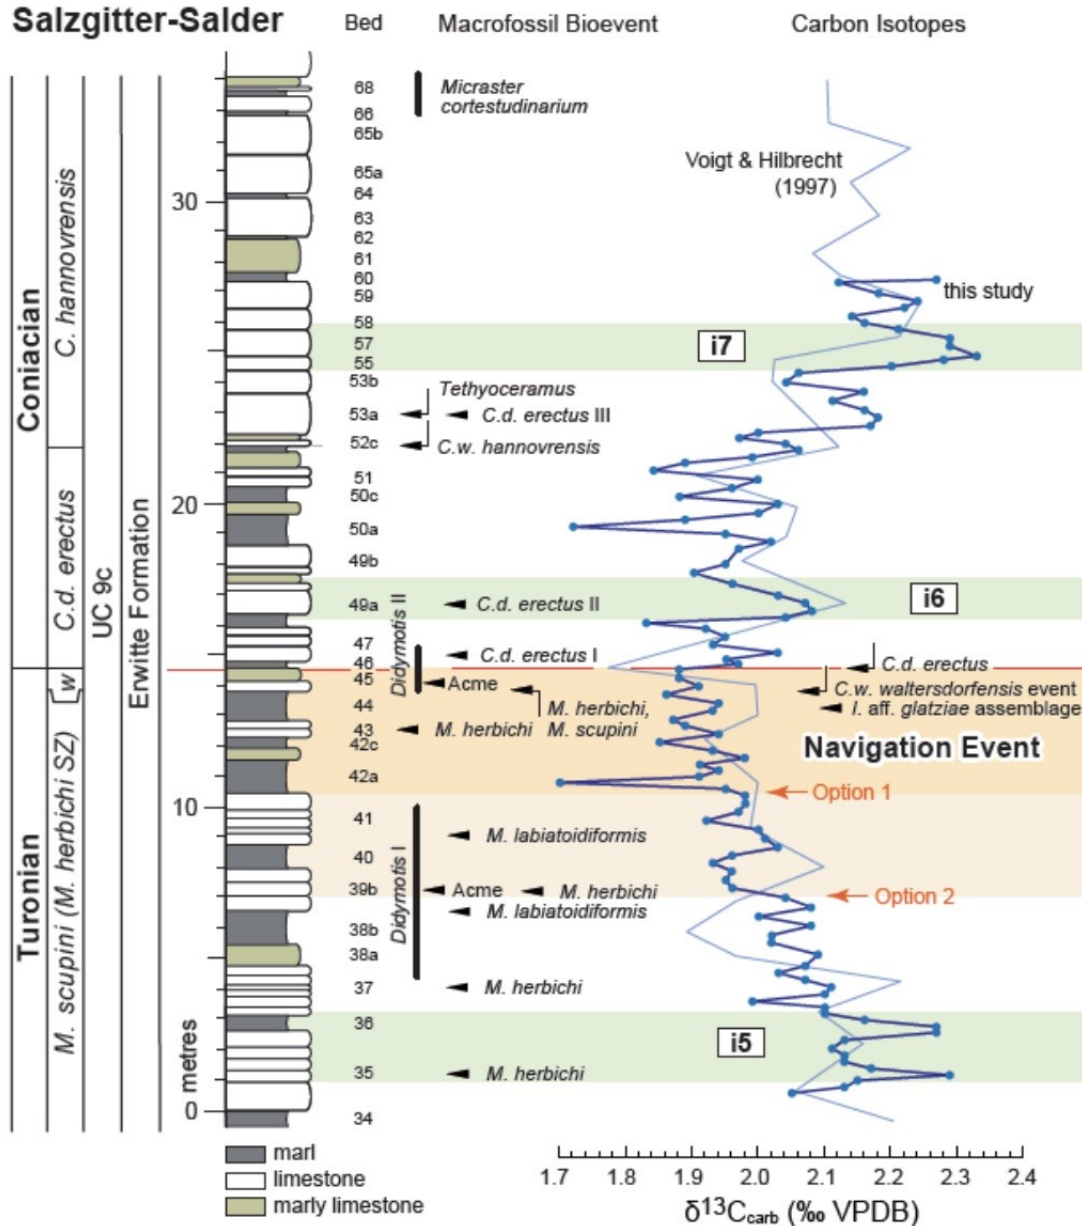 Salzgitter-Salder
Bed
Macrofossil Bioevent
Carbon Isotopes
Coniacian
Turonian
C. hannovrensis
C.d. erectus
w
M. scupini (M. herbichi SZ)
UC 9c
Erwitte Formation
30
20
10
0
metres
68
66
65b
65a
64
63
62
61
60
59
58
57
55
53b
53a
52c
51
50c
50a
49b
49a
47
46
45
44
43
42c
42a
41
40
39b
38b
38a
37
36
35
34
Micraster
cortestudinarium
Tethyoceramus
C.d. erectus III
C.w. hannovrensis
Didymotis II
C.d. erectus II
C.d. erectus I
Acme
M. herbichi,
M. scupini
M. herbichi
Didymotis I
M. labiatoidiformis
Acme
M. herbichi
M. labiatoidiformis
M. herbichi
M. herbichi
Voigt & Hilbrecht
(1997)
this study
i7
i6
C.d. erectus
C.w. waltersdorfensis event
I. aff. glatziae assemblage
Navigation Event
Option 1
Option 2
i5
marl
limestone
marly limestone
1.7
1.8
1.9
2.0
2.1
2.2
2.3
2.4
δ13Ccarb (‰ VPDB)